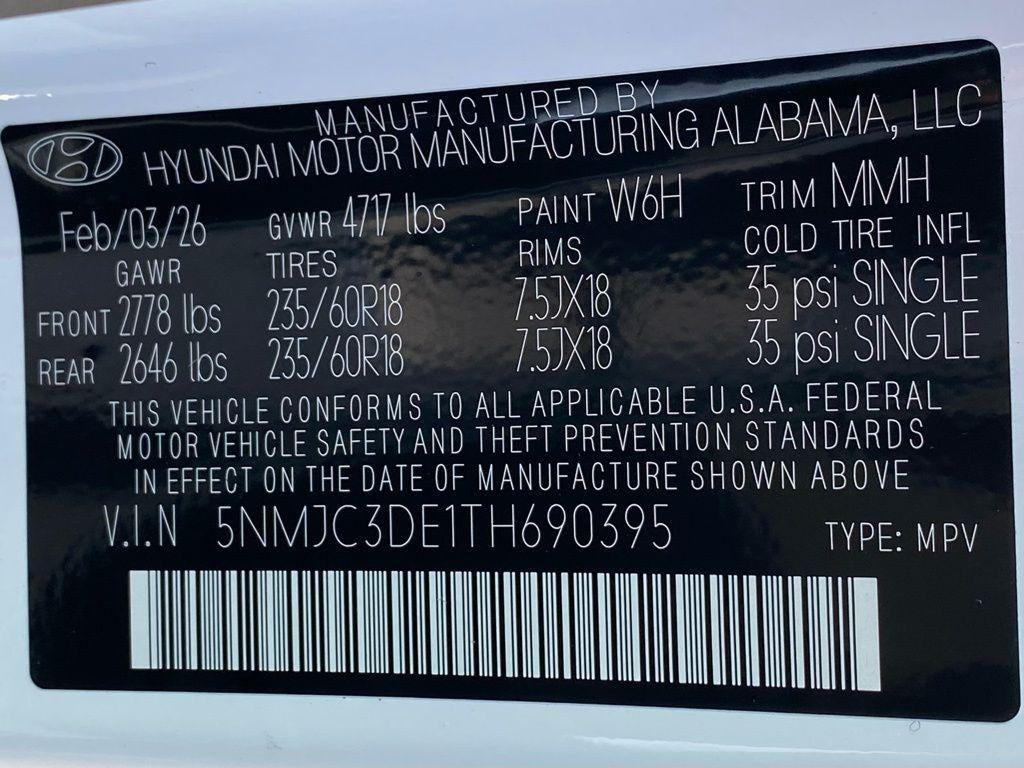 MANUFACTURED BY
HYUNDAI MOTOR MANUFACTURING ALABAMA, LLC
Feb/03/26 GVWR 4717 lbs PAINT W6H TRIM MMH
GAWR TIRES RIMS COLD TIRE INFL
FRONT 2778 lbs 235/60R18 7.5JX18 35 psi SINGLE
REAR 2646 lbs 235/60R18 7.5JX18 35 psi SINGLE
THIS VEHICLE CONFORMS TO ALL APPLICABLE U.S.A. FEDERAL
MOTOR VEHICLE SAFETY AND THEFT PREVENTION STANDARDS
IN EFFECT ON THE DATE OF MANUFACTURE SHOWN ABOVE
V.I.N 5NMJC3DE1TH690395 TYPE: MPV